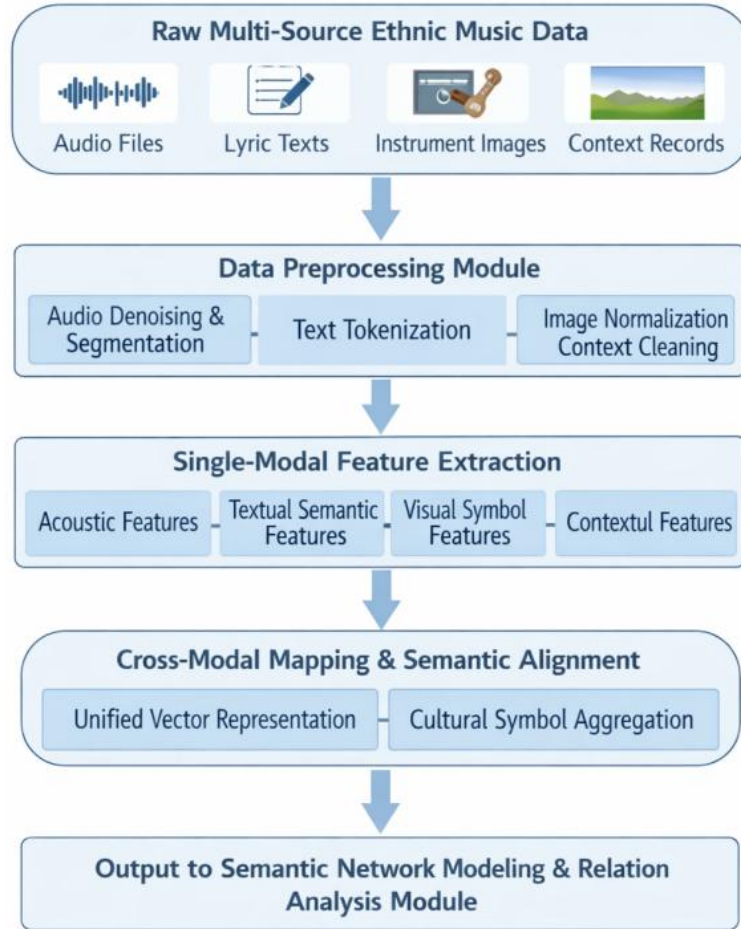 Raw Multi-Source Ethnic Music Data
Audio Files
Lyric Texts
Instrument Images
Context Records
Data Preprocessing Module
Audio Denoising &
Segmentation
Text Tokenization
Image Normalization
Context Cleaning
Single-Modal Feature Extraction
Acoustic Features
Textual Semantic
Features
Visual Symbol
Features
Contextul Features
Cross-Modal Mapping & Semantic Alignment
Unified Vector Representation
Cultural Symbol Aggregation
Output to Semantic Network Modeling & Relation
Analysis Module